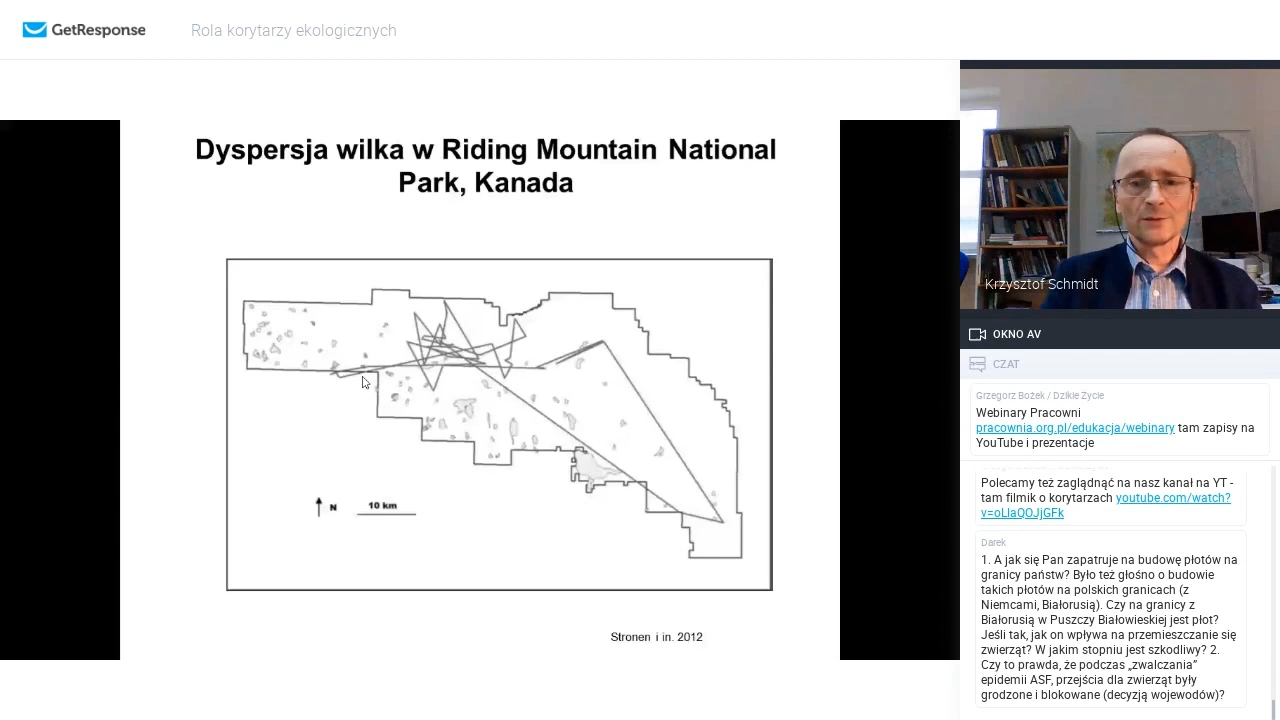 GetResponse
Rola korytarzy ekologicznych
Dyspersja wilka w Riding Mountain National
Park, Kanada
N
10 km
Stronen i in. 2012
Krzysztof Schmidt
OKNO AV
CZAT
Grzegorz Bożek / Dzikie Życie
Webinary Pracowni
pracownia.org.pl/edukacja/webinary tam zapisy na
YouTube i prezentacje
Polecamy też zaglądnąć na nasz kanał na YT -
tam filmik o korytarzach youtube.com/watch?
v=oLlaQOJjGFk
Darek
1. A jak się Pan zapatruje na budowę płotów na
granicy państw? Było też głośno o budowie
takich płotów na polskich granicach (z
Niemcami, Białorusią). Czy na granicy z
Białorusią w Puszczy Białowieskiej jest płot?
Jeśli tak, jak on wpływa na przemieszczanie się
zwierząt? W jakim stopniu jest szkodliwy? 2.
Czy to prawda, że podczas „zwalczania”
epidemii ASF, przejścia dla zwierząt były
grodzone i blokowane (decyzją wojewodów)?